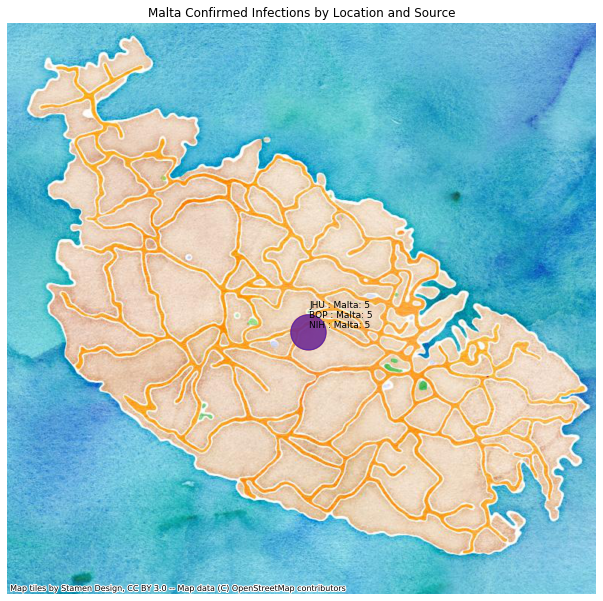 Malta Confirmed Infections by Location and Source
JHU : Malta: 5
BOP : Malta: 5
NIH : Malta: 5
Map tiles by Stamen Design, CC BY 3.0 -- Map data (C) OpenStreetMap contributors